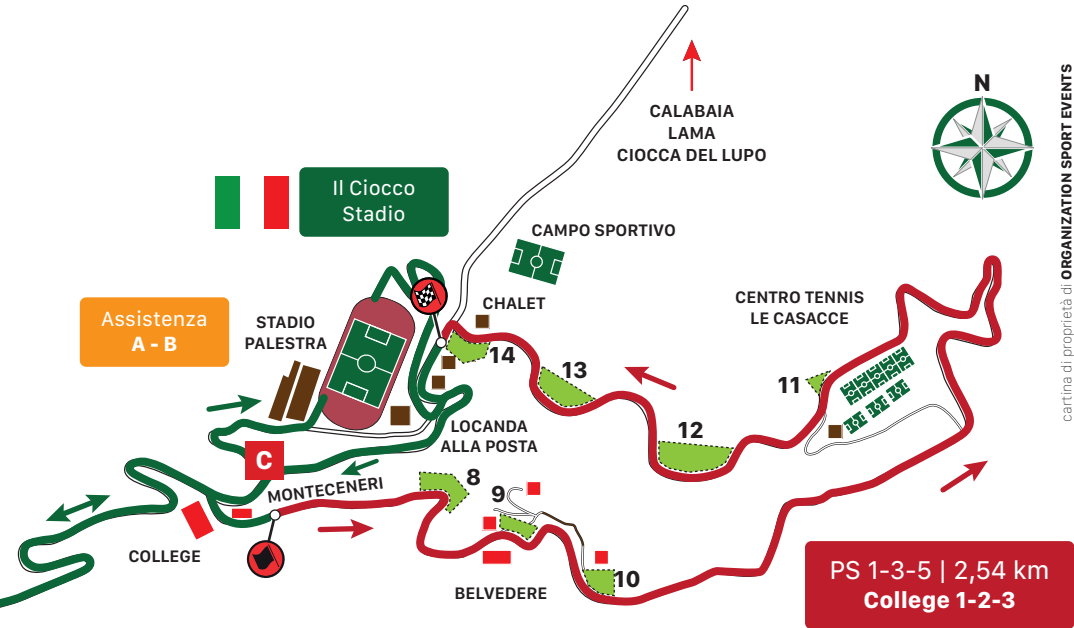 CALABAIA
LAMA
CIOCCA DEL LUPO
N
cartina di proprietà di ORGANIZATION SPORT EVENTS
Il Ciocco
Stadio
CAMPO SPORTIVO
Assistenza
A - B
STADIO
PALESTRA
CHALET
CENTRO TENNIS
LE CASACCE
14
13
11
12
LOCANDA
ALLA POSTA
C
MONTECENERI
8
9
COLLEGE
BELVEDERE
10
PS 1-3-5 | 2,54 km
College 1-2-3